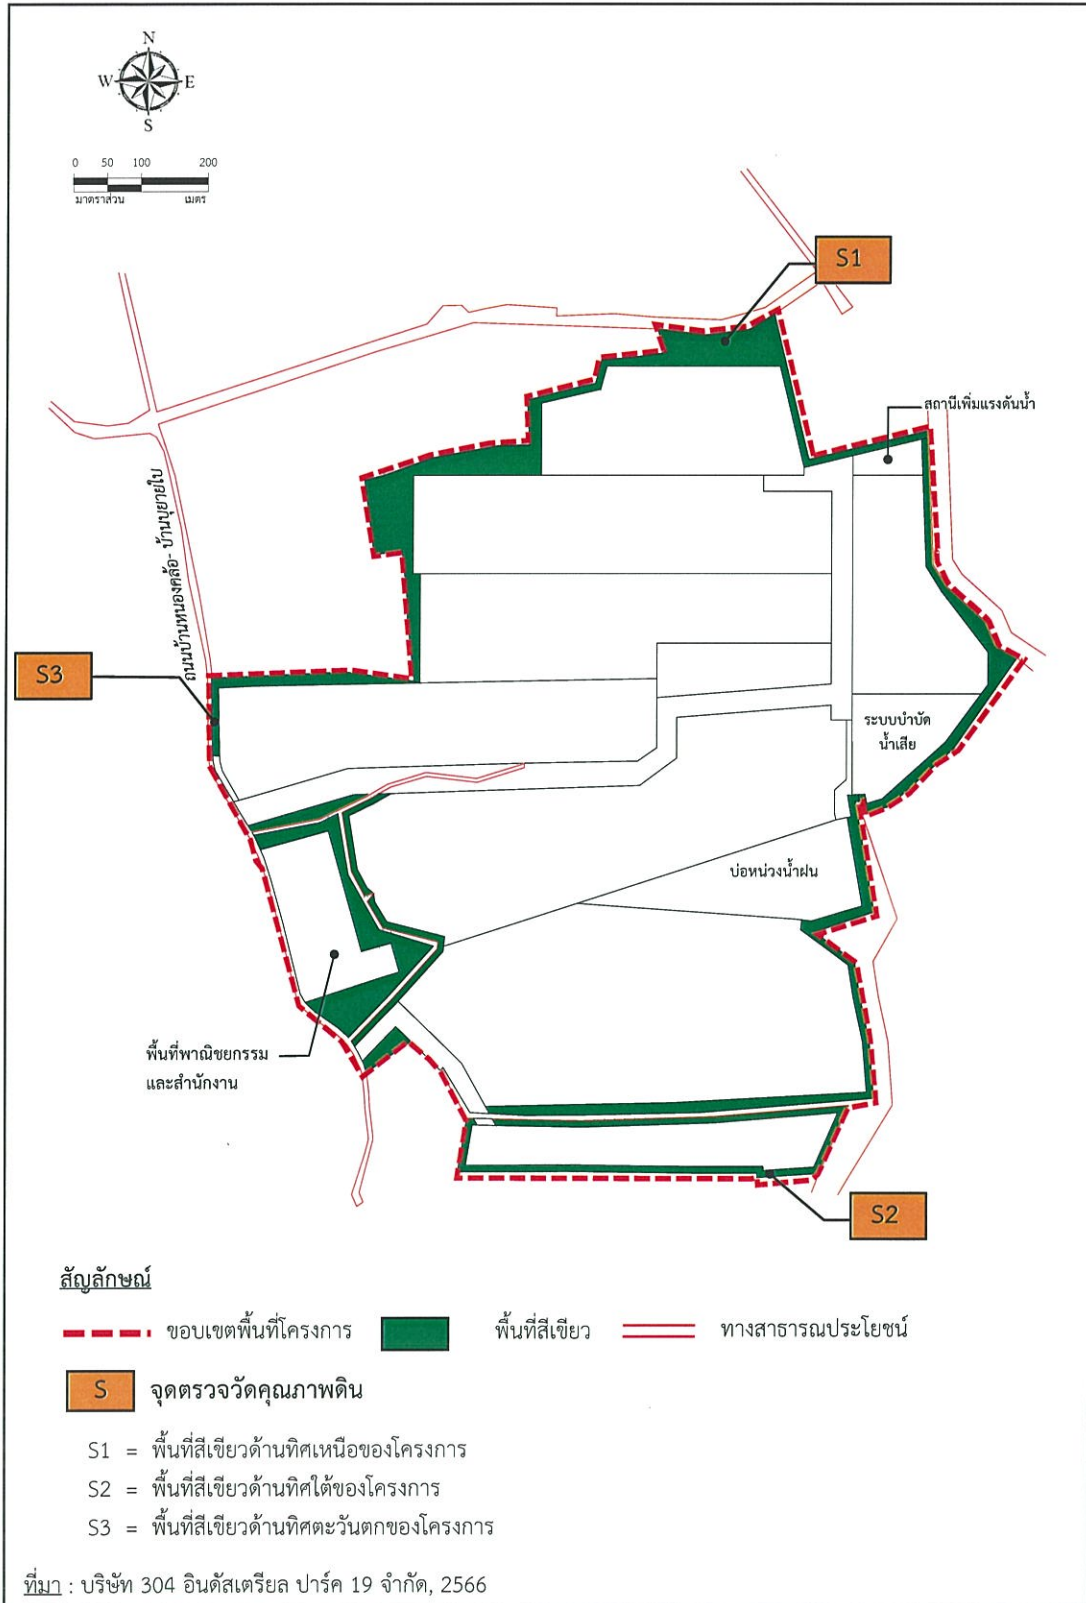 N
W E
S
0 50 100 200
มาตราส่วน เมตร
S1
สถานีเพิ่มแรงดันน้ำ
ถนนบ้านหนองคล้อ- บ้านบุยายใบ
S3
ระบบบำบัด
น้ำเสีย
บ่อหน่วงน้ำฝน
พื้นที่พาณิชยกรรม
และสำนักงาน
S2
สัญลักษณ์
ขอบเขตพื้นที่โครงการ พื้นที่สีเขียว ทางสาธารณประโยชน์
S จุดตรวจวัดคุณภาพดิน
S1 = พื้นที่สีเขียวด้านทิศเหนือของโครงการ
S2 = พื้นที่สีเขียวด้านทิศใต้ของโครงการ
S3 = พื้นที่สีเขียวด้านทิศตะวันตกของโครงการ
ที่มา : บริษัท 304 อินดัสเตรียล ปาร์ค 19 จำกัด, 2566